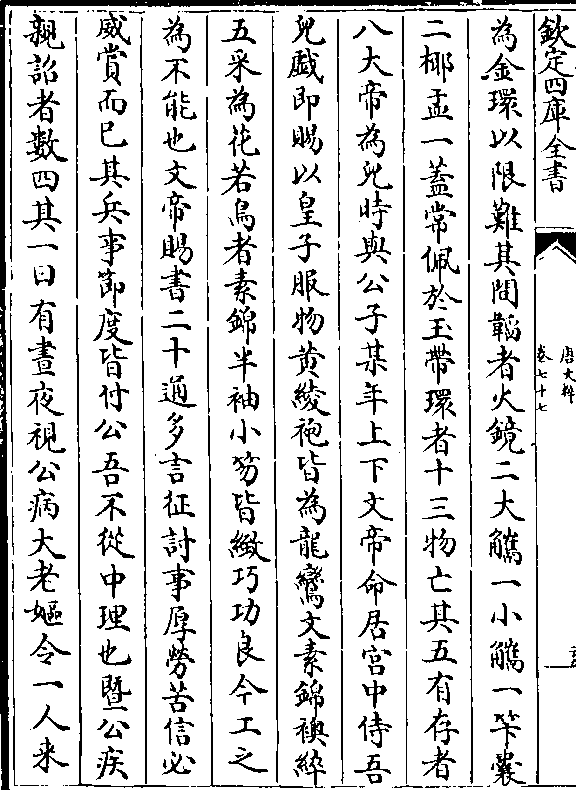 欽定四庫全書
唐文粹
卷七十七
為金環以限難其間韜者火鏡二大觿一小觿一竿囊
二椰盂一蓋常佩於玉帶環者十三物亡其五有存者
八大帝為兒時與公子某年上下文帝命居宮中侍吾
兒戯即賜以皇子服物黄綾袍皆為龍鸞文素錦襖綷
五采為花若鳥者素錦半袖小笏皆緻巧功良今工之
為不能也文帝賜書二十通多言征討事厚勞苦信必
威賞而已其兵事節度皆付公吾不從中理也暨公疾
親詔者數四其一曰有晝夜視公病大老嫗令一人来